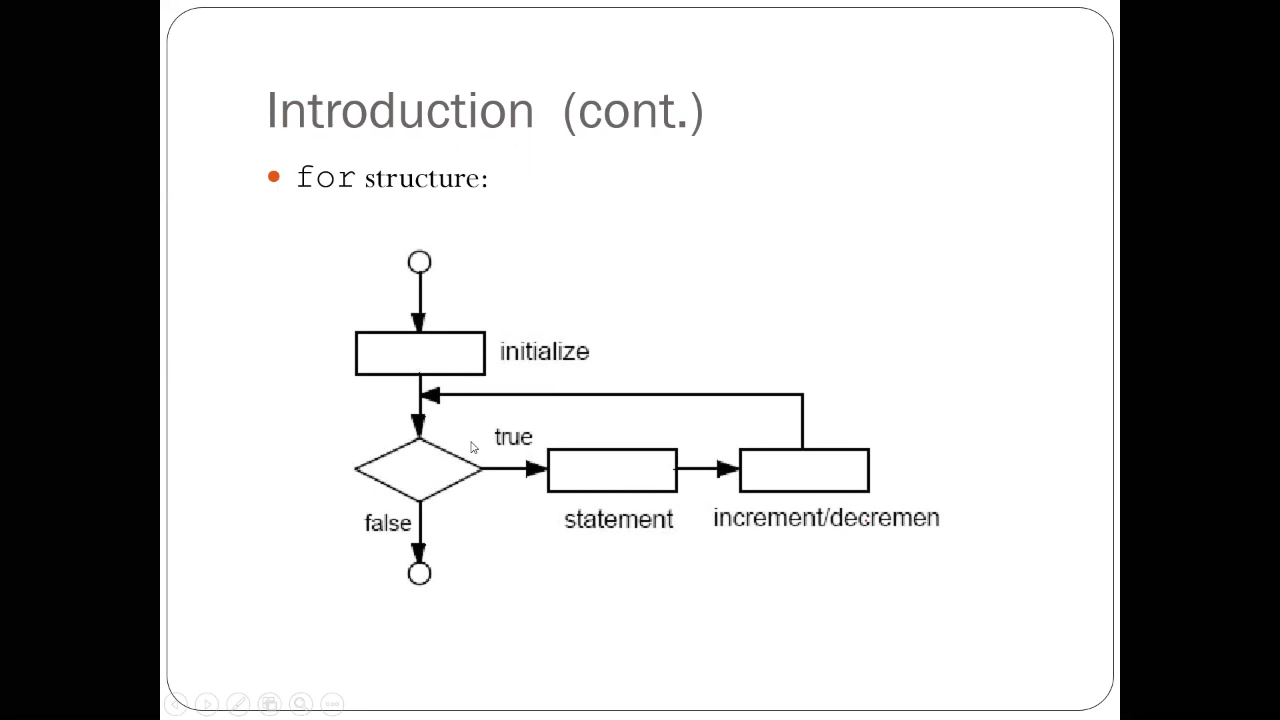 Introduction (cont.)
for structure:
initialize
true
false
statement
increment/decremen